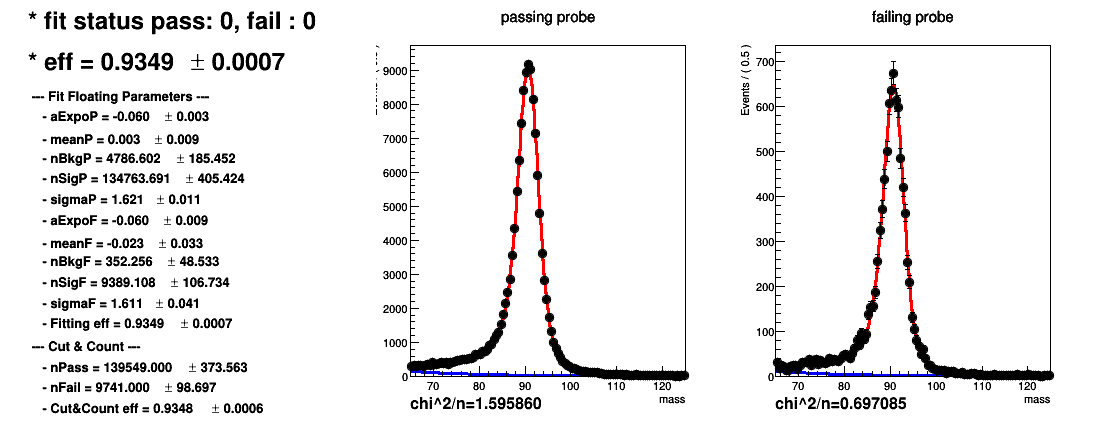 * fit status pass: 0, fail : 0
* eff = 0.9349 ± 0.0007
--- Fit Floating Parameters ---
- aExpoP = -0.060 ± 0.003
- meanP = 0.003 ± 0.009
- nBkgP = 4786.602 ± 185.452
- nSigP = 134763.691 ± 405.424
- sigmaP = 1.621 ± 0.011
- aExpoF = -0.060 ± 0.009
- meanF = -0.023 ± 0.033
- nBkgF = 352.256 ± 48.533
- nSigF = 9389.108 ± 106.734
- sigmaF = 1.611 ± 0.041
- Fitting eff = 0.9349 ± 0.0007
--- Cut & Count ---
- nPass = 139549.000 ± 373.563
- nFail = 9741.000 ± 98.697
- Cut&Count eff = 0.9348 ± 0.0006
passing probe
9000
8000
7000
6000
5000
4000
3000
2000
1000
0
70 80 90 100 110 120
mass
chi^2/n=1.595860
failing probe
Events / ( 0.5 )
700
600
500
400
300
200
100
0
70 80 90 100 110 120
mass
chi^2/n=0.697085